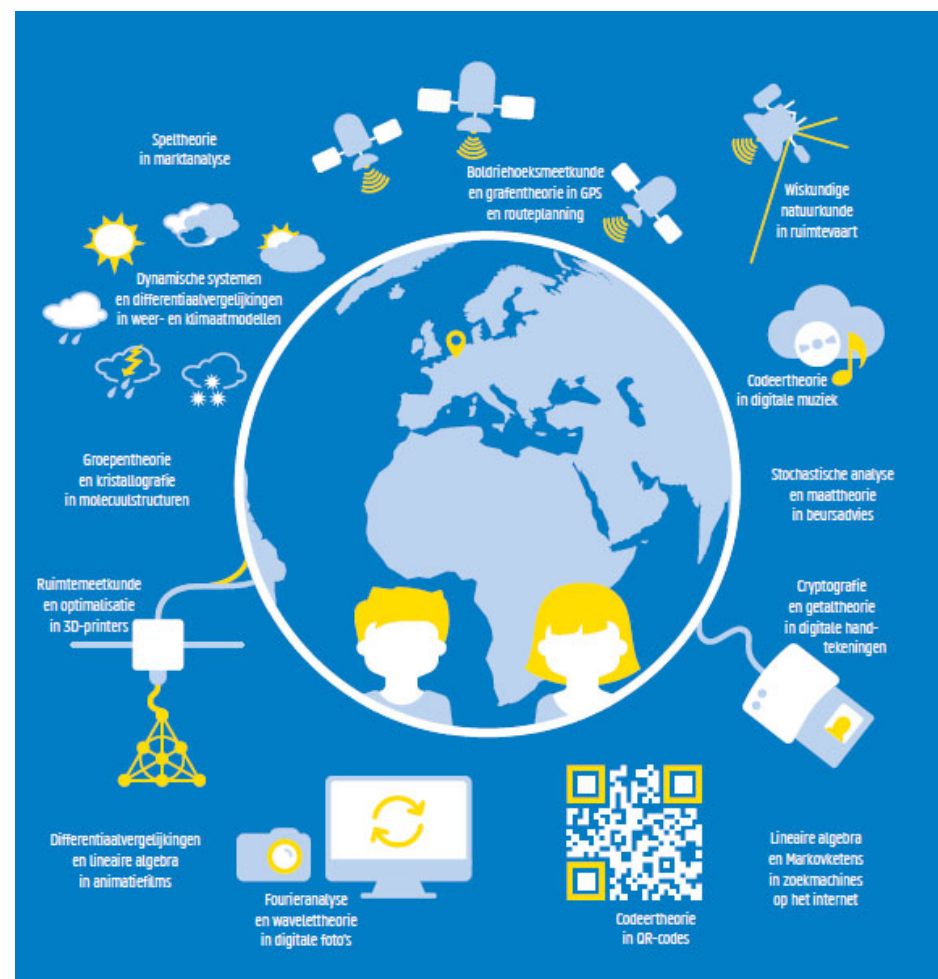 Speltheorie
in marktanalyse
Boldriehoeksmeetkunde
en grafentheorie in GPS
en routeplanning
Wiskundige
natuurkunde
in ruimtevaart
Dynamische systemen
en differentiaalvergelijkingen
in weer- en klimaatmodellen
Codeertheorie
in digitale muziek
Groepentheorie
en kristallografie
in molecuulstructuren
Stochastische analyse
en maattheorie
in beursadvies
Ruimtemeetkunde
en optimalisatie
in 3D-printers
Cryptografie
en getaltheorie
in digitale hand-
tekeningen
Differentiaalvergelijkingen
en lineaire algebra
in animatiefilms
Fourieranalyse
en wavelettheorie
in digitale foto's
Codeertheorie
in QR-codes
Lineaire algebra
en Markovketens
in zoekmachines
op het internet